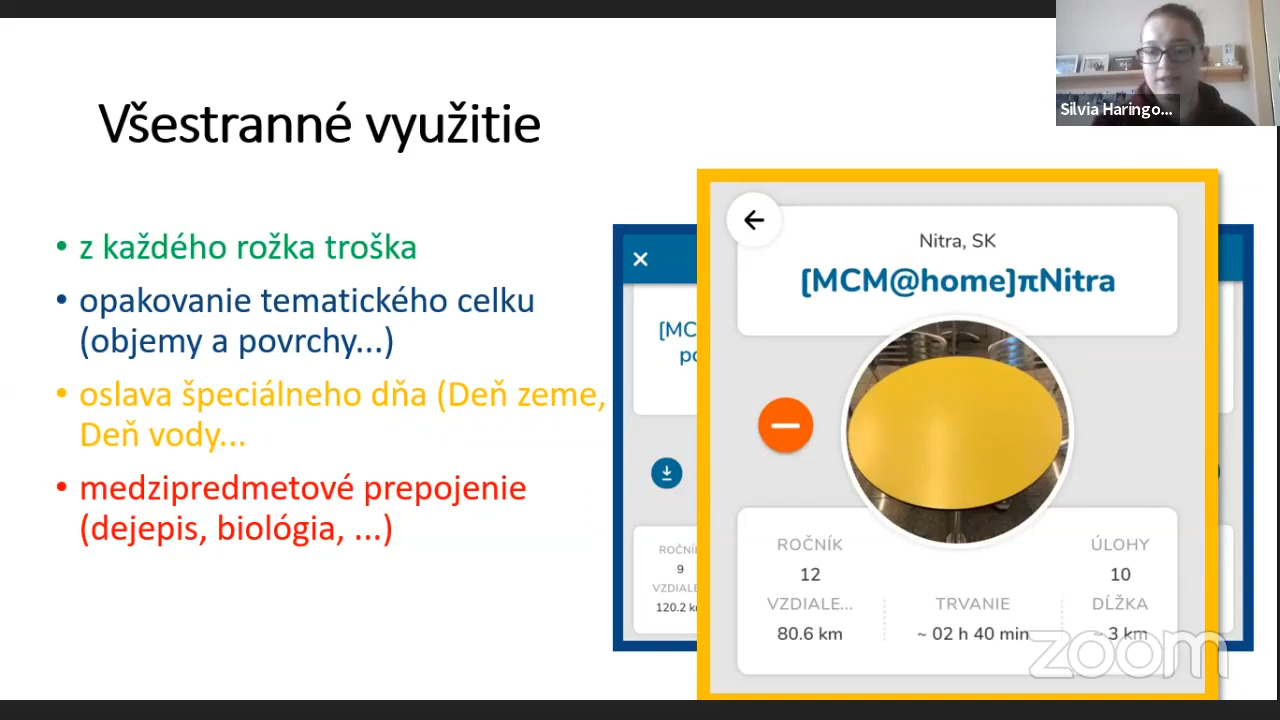 Silvia Haringo...
Všestranné využitie
• z každého rožka troška
• opakovanie tematického celku
(objemy a povrchy...)
• oslava špeciálneho dňa (Deň zeme,
Deň vody...
• medzipredmetové prepojenie
(dejepis, biológia, ...)
[MC
ROČNÍ
9
VZDIALE
120.2 k
Nitra, SK
[MCM@home]πNitra
ROČNÍK
12
ÚLOHY
10
VZDIALE...
80.6 km
TRVANIE
~ 02 h 40 min
DĹŽKA
~ 3 km
zoom